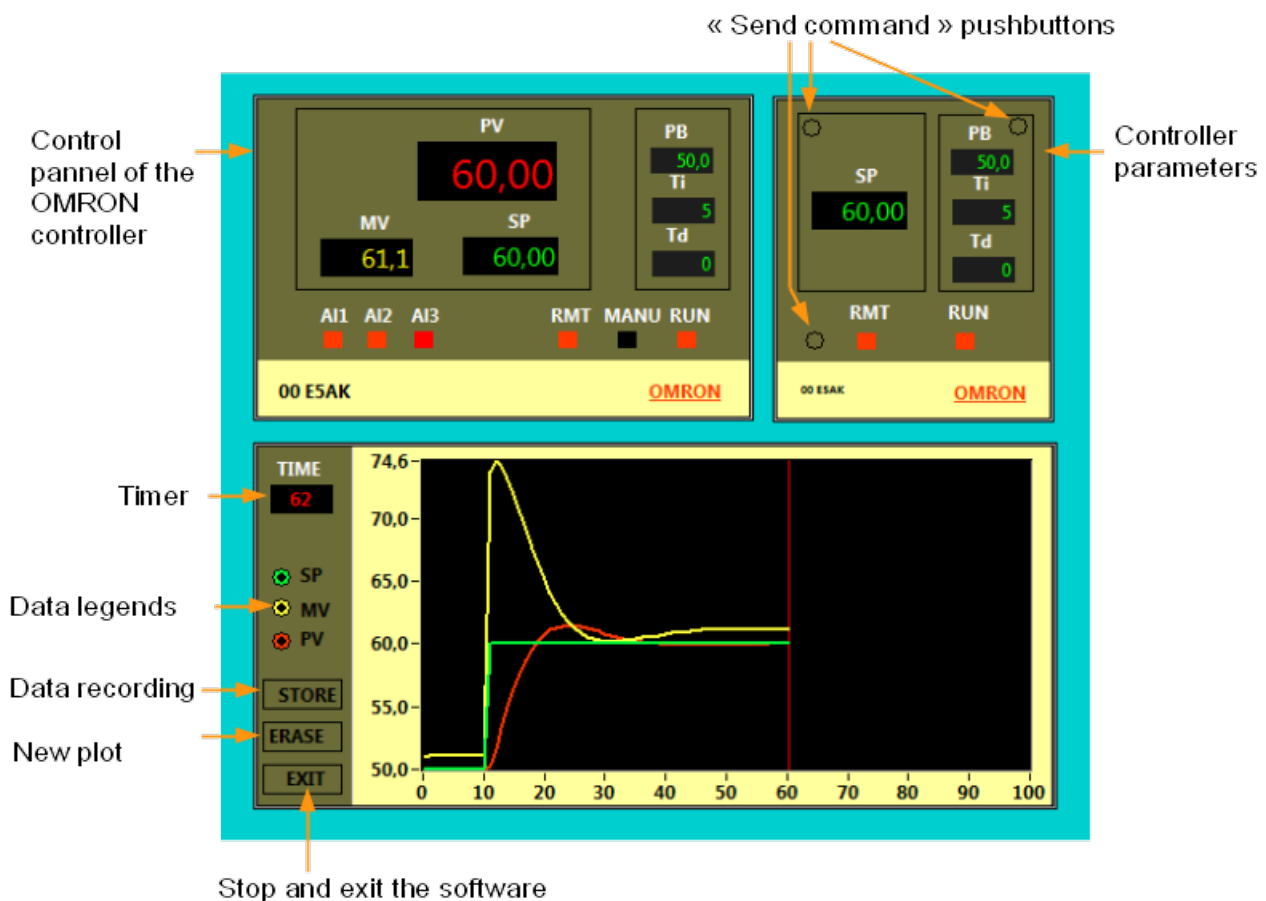 « Send command » pushbuttons
Control
pannel of the
OMRON
controller
PV
60,00
MV
61,1
SP
60,00
PB
50,0
Ti
5
Td
0
AI1 AI2 AI3 RMT MANU RUN
00 E5AK OMRON
SP
60,00
PB
50,0
Ti
5
Td
0
RMT RUN
00 E5AK OMRON
Controller
parameters
Timer
TIME
62
Data legends
SP
MV
PV
Data recording
STORE
New plot
ERASE
EXIT
74,6
70,0
65,0
60,0
55,0
50,0
0 10 20 30 40 50 60 70 80 90 100
Stop and exit the software